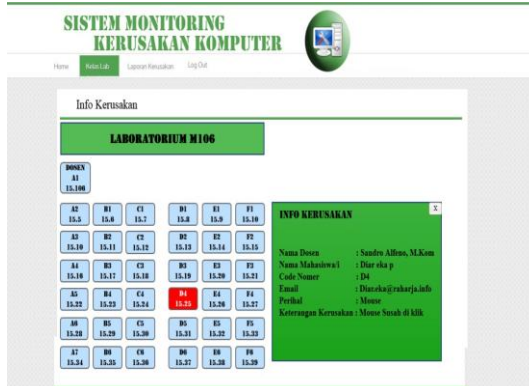 SISTEM MONITORING
KERUSAKAN KOMPUTER
Home Kelas Lab Laporan Kerusakan Log Out
Info Kerusakan
LABORATORIUM M106
DOSEN
A1
15.106
A2 B1 C1 D1 E1 F1
15.5 15.6 15.7 15.8 15.9 15.10
A3 B2 C2 D2 E2 F2
15.10 15.11 15.12 15.13 15.14 15.15
A4 B3 C3 D3 E3 F3
15.16 15.17 15.18 15.19 15.20 15.21
A5 B4 C4 D4 E4 F4
15.22 15.23 15.24 15.25 15.26 15.27
A6 B5 C5 D5 E5 F5
15.28 15.29 15.30 15.31 15.32 15.33
A7 B6 C6 D6 E6 F6
15.34 15.35 15.36 15.37 15.38 15.39
INFO KERUSAKAN X
Nama Dosen : Sandro Alfeno, M.Kom
Nama Mahasiswa/i : Diar eka p
Code Nomer : D4
Email : Diar.eka@raharja.info
Perihal : Mouse
Keterangan Kerusakan : Mouse Susah di klik